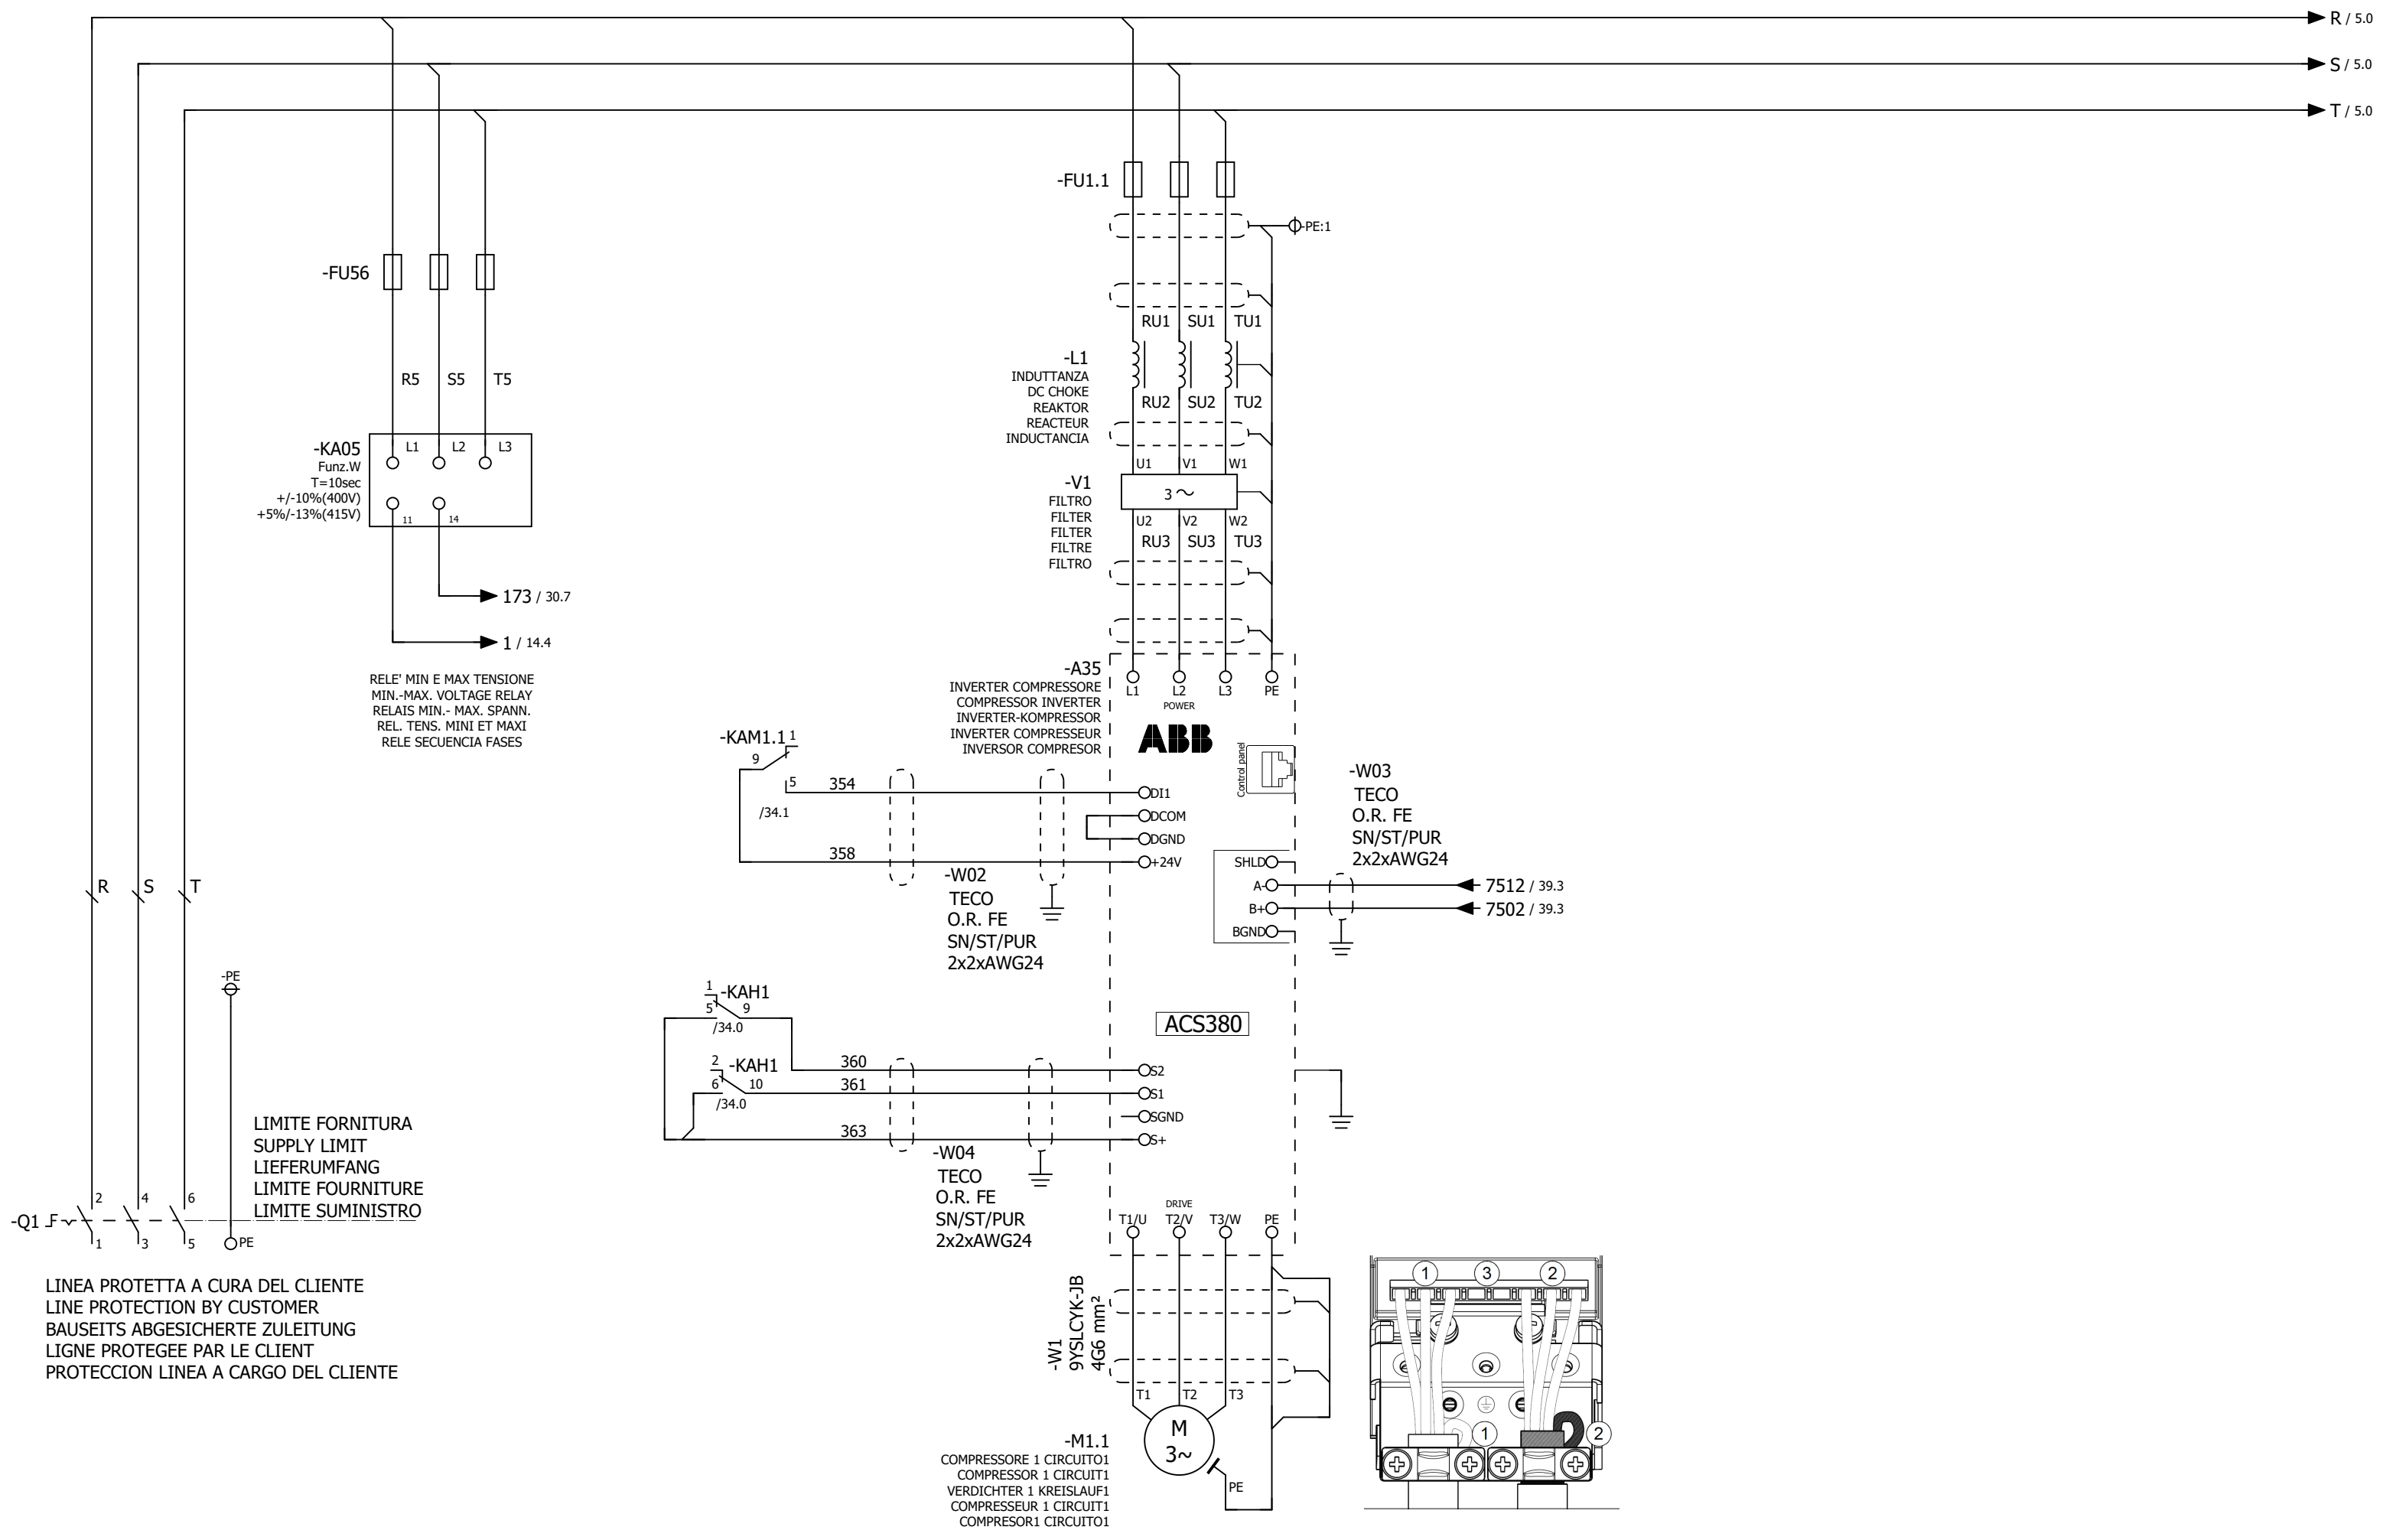 R / 5.0
S / 5.0
T / 5.0
-FU1.1
-PE:1
-FU56
RU1 SU1 TU1
-L1
INDUTTANZA
DC CHOKE
REAKTOR
REACTEUR
INDUCTANCIA
R5 S5 T5
RU2 SU2 TU2
-KA05
Funz.W
T=10sec
+/-10%(400V)
+5%/-13%(415V)
L1 L2 L3
11 14
U1 V1 W1
-V1
FILTRO
FILTER
FILTER
FILTRE
FILTRO
3 ~
U2 V2 W2
RU3 SU3 TU3
173 / 30.7
1 / 14.4
RELE' MIN E MAX TENSIONE
MIN.-MAX. VOLTAGE RELAY
RELAIS MIN.- MAX. SPANN.
REL. TENS. MINI ET MAXI
RELE SECUENCIA FASES
-A35
INVERTER COMPRESSORE
COMPRESSOR INVERTER
INVERTER-KOMPRESSOR
INVERTER COMPRESSEUR
INVERSOR COMPRESOR
L1 L2 L3 PE
POWER
ABB
Control panel
-KAM1.1 1
9
5
/34.1
354
358
DI1
DCOM
DGND
+24V
-W03
TECO
O.R. FE
SN/ST/PUR
2x2xAWG24
SHLD
A-
B+
BGND
7512 / 39.3
7502 / 39.3
-W02
TECO
O.R. FE
SN/ST/PUR
2x2xAWG24
R S T
-PE
1 -KAH1
5 9
/34.0
ACS380
2 -KAH1
6 10
/34.0
360
361
363
S2
S1
SGND
S+
-W04
TECO
O.R. FE
SN/ST/PUR
2x2xAWG24
LIMITE FORNITURA
SUPPLY LIMIT
LIEFERUMFANG
LIMITE FOURNITURE
LIMITE SUMINISTRO
2 4 6
-Q1
1 3 5 PE
LINEA PROTETTA A CURA DEL CLIENTE
LINE PROTECTION BY CUSTOMER
BAUSEITS ABGESICHERTE ZULEITUNG
LIGNE PROTEGEE PAR LE CLIENT
PROTECCION LINEA A CARGO DEL CLIENTE
DRIVE
T1/U T2/V T3/W PE
-W1
9YSLCYK-JB
4G6 mm²
T1 T2 T3
M
3~
PE
-M1.1
COMPRESSORE 1 CIRCUITO1
COMPRESSOR 1 CIRCUIT1
VERDICHTER 1 KREISLAUF1
COMPRESSEUR 1 CIRCUIT1
COMPRESOR1 CIRCUITO1
1 3 2
1 2